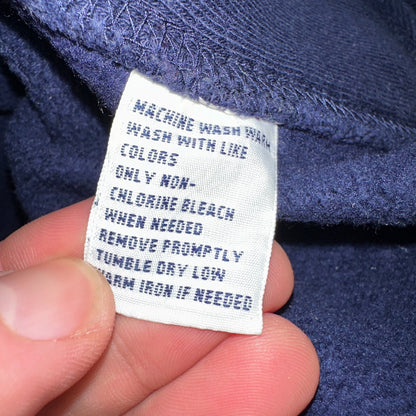 MACHINE WASH WARM
WASH WITH LIKE
COLORS
ONLY NON-
CHLORINE BLEACH
WHEN NEEDED
REMOVE PROMPTLY
TUMBLE DRY LOW
WARM IRON IF NEEDED